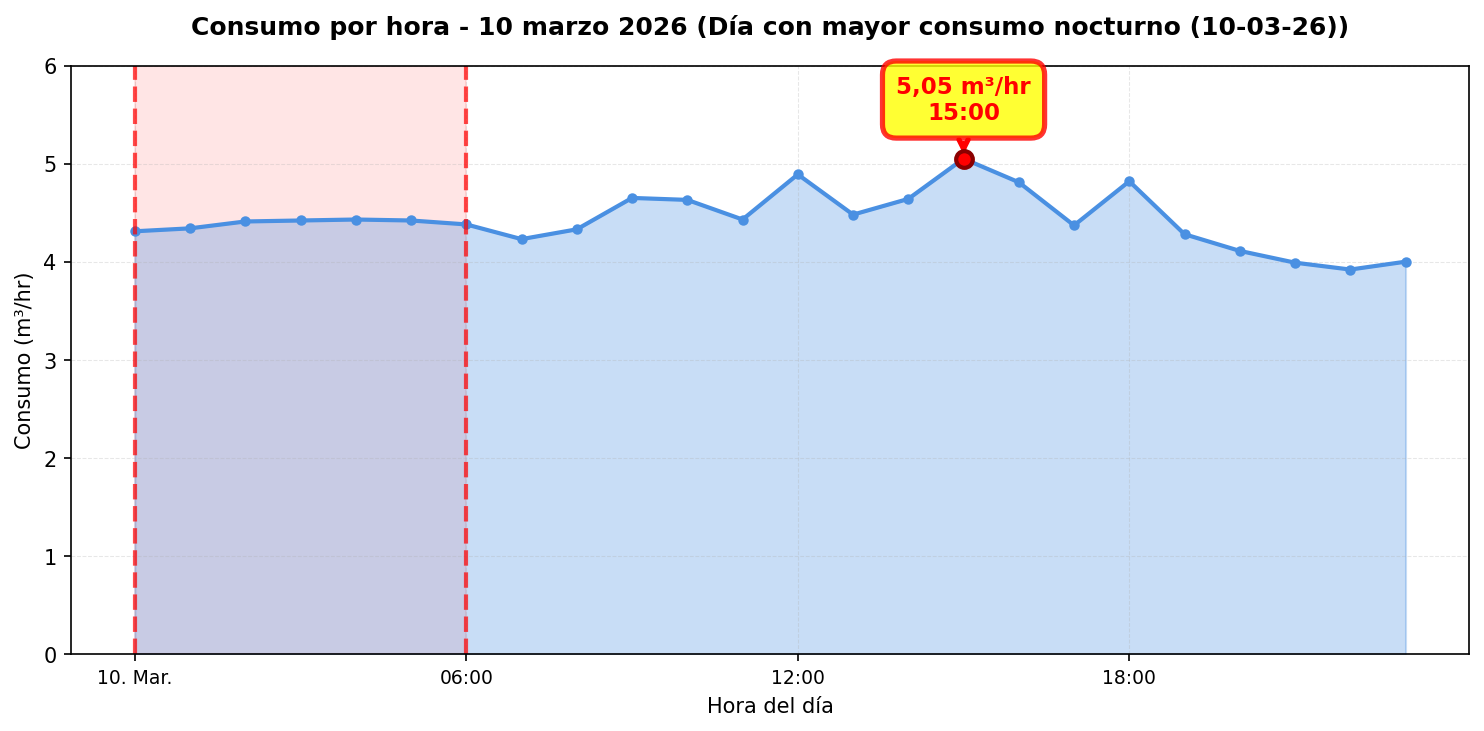 Consumo por hora - 10 marzo 2026 (Día con mayor consumo nocturno (10-03-26))
5,05 m³/hr
15:00
Consumo (m³/hr)
6
5
4
3
2
1
0
10. Mar.
06:00
12:00
18:00
Hora del día